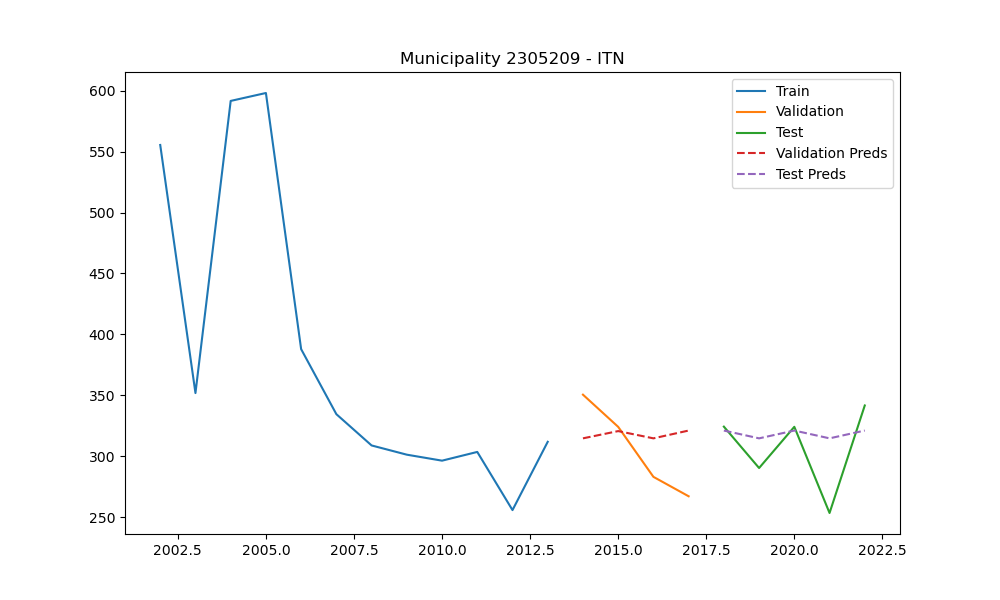 Municipality 2305209 - ITN
Train
Validation
Test
Validation Preds
Test Preds
600
550
500
450
400
350
300
250
2002.5 2005.0 2007.5 2010.0 2012.5 2015.0 2017.5 2020.0 2022.5